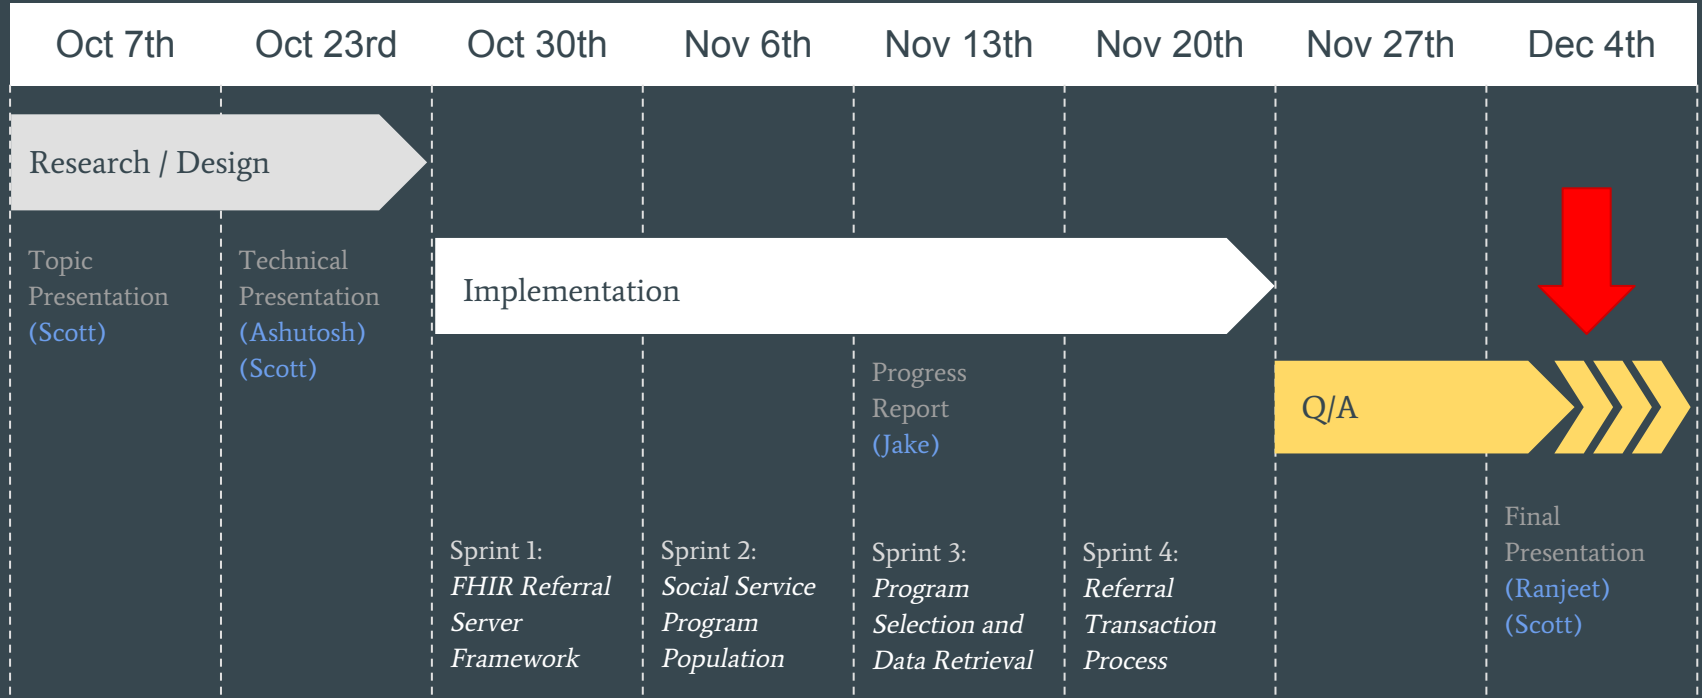 Oct 7th
Oct 23rd
Oct 30th
Nov 6th
Nov 13th
Nov 20th
Nov 27th
Dec 4th
Research / Design
Topic
Presentation
(Scott)
Technical
Presentation
(Ashutosh)
(Scott)
Implementation
Progress
Report
(Jake)
Q/A
Sprint 1:
FHIR Referral
Server
Framework
Sprint 2:
Social Service
Program
Population
Sprint 3:
Program
Selection and
Data Retrieval
Sprint 4:
Referral
Transaction
Process
Final
Presentation
(Ranjeet)
(Scott)